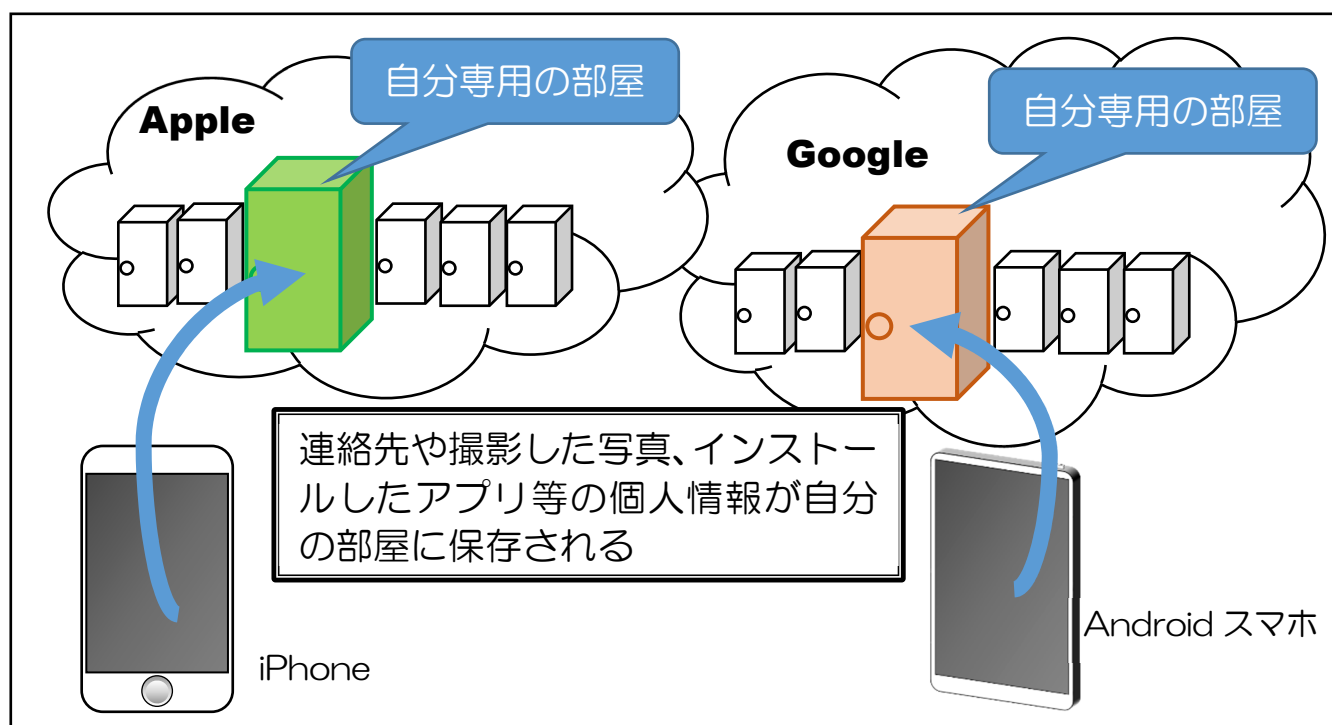 自分専用の部屋
Apple
自分専用の部屋
Google
連絡先や撮影した写真、インストー
ルしたアプリ等の個人情報が自分
の部屋に保存される
iPhone
Android スマホ